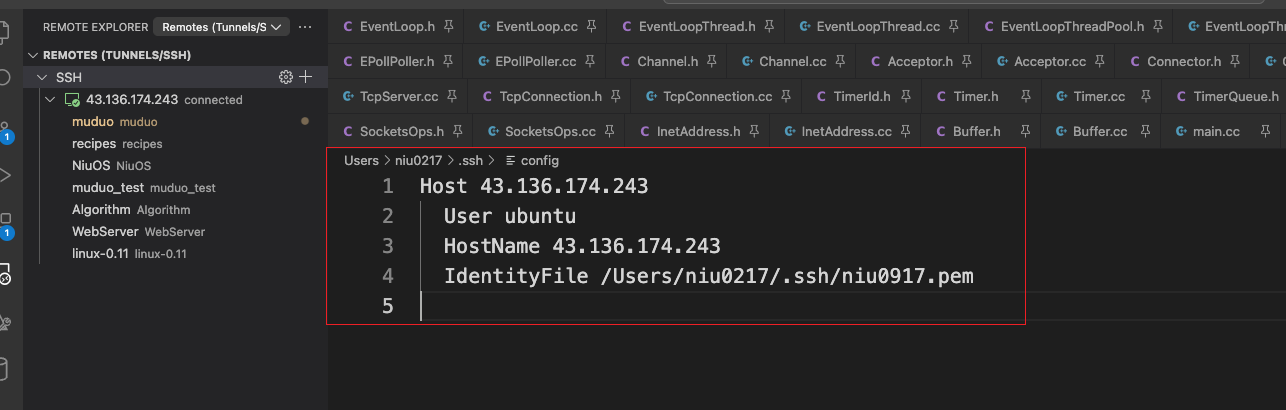 REMOTE EXPLORER Remotes (Tunnels/S ···
REMOTES (TUNNELS/SSH)
SSH
43.136.174.243 connected
muduo muduo
recipes recipes
NiuOS NiuOS
muduo_test muduo_test
Algorithm Algorithm
WebServer WebServer
linux-0.11 linux-0.11
1
1
C EventLoop.h C+ EventLoop.cc C EventLoopThread.h C+ EventLoopThread.cc C EventLoopThreadPool.h C+ EventLoopThr
C EPollPoller.h C+ EPollPoller.cc C Channel.h C+ Channel.cc C Acceptor.h C+ Acceptor.cc C Connector.h
C+ TcpServer.cc C TcpConnection.h C+ TcpConnection.cc C TimerId.h C Timer.h C+ Timer.cc C TimerQueue.h
C SocketsOps.h C+ SocketsOps.cc C InetAddress.h C+ InetAddress.cc C Buffer.h C+ Buffer.cc C+ main.cc
Users > niu0217 > .ssh > config
1 Host 43.136.174.243
2 User ubuntu
3 HostName 43.136.174.243
4 IdentityFile /Users/niu0217/.ssh/niu0917.pem
5